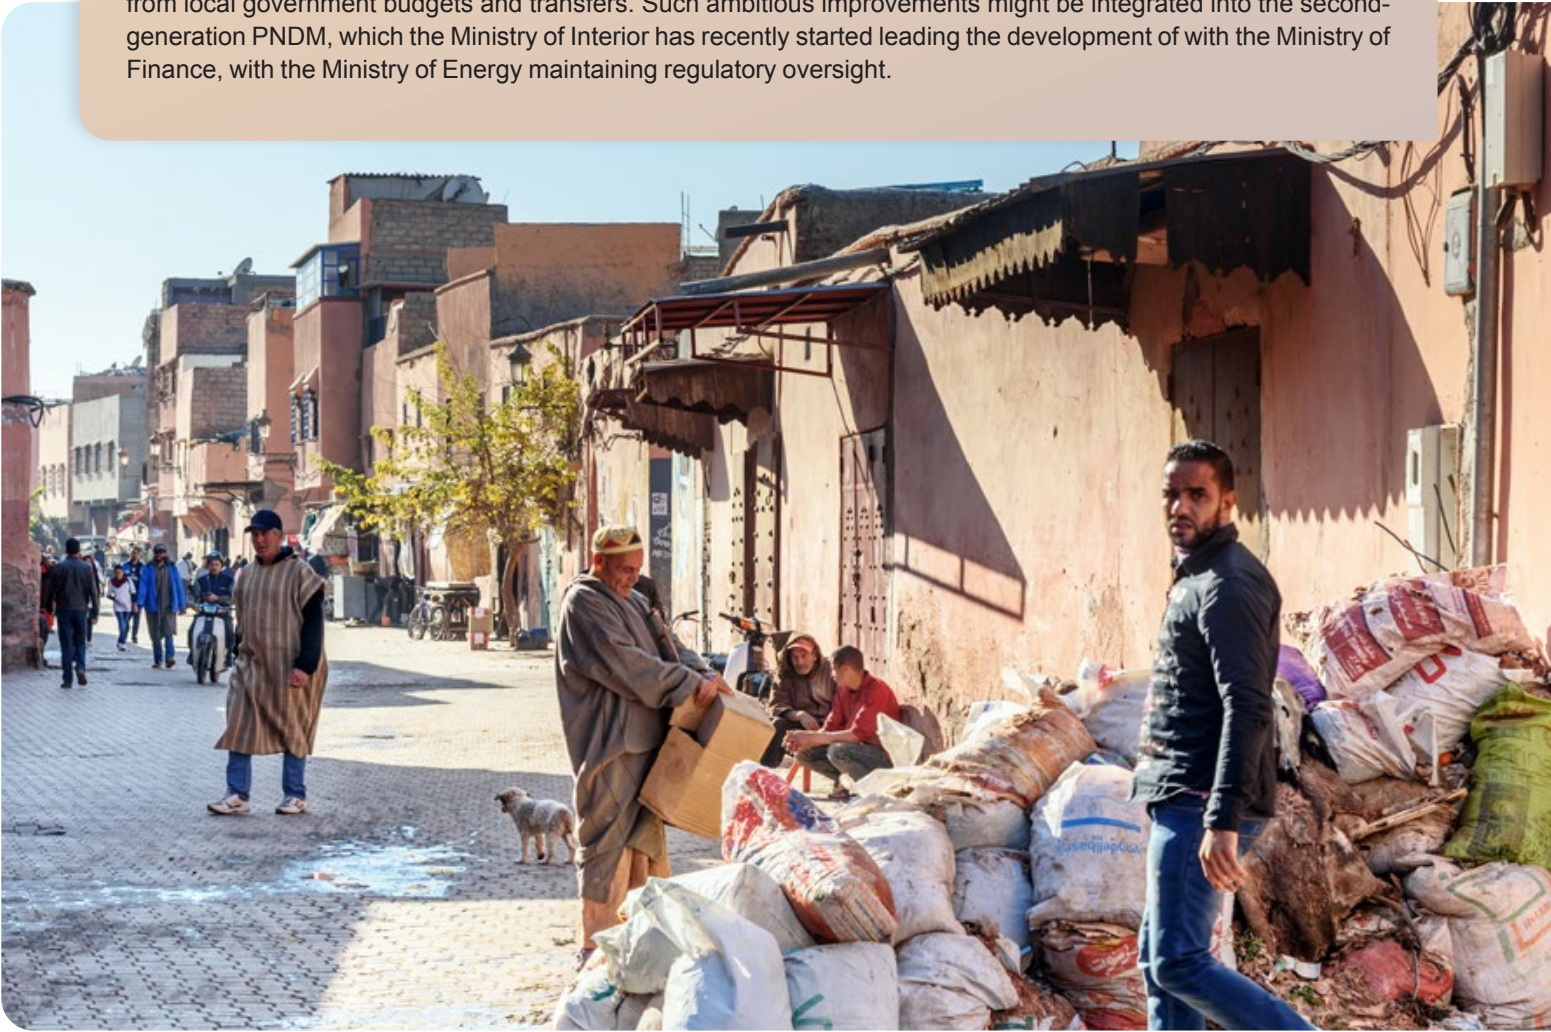 from local government budgets and transfers. Such ambitious improvements might be integrated into the second-
generation PNDM, which the Ministry of Interior has recently started leading the development of with the Ministry of
Finance, with the Ministry of Energy maintaining regulatory oversight.